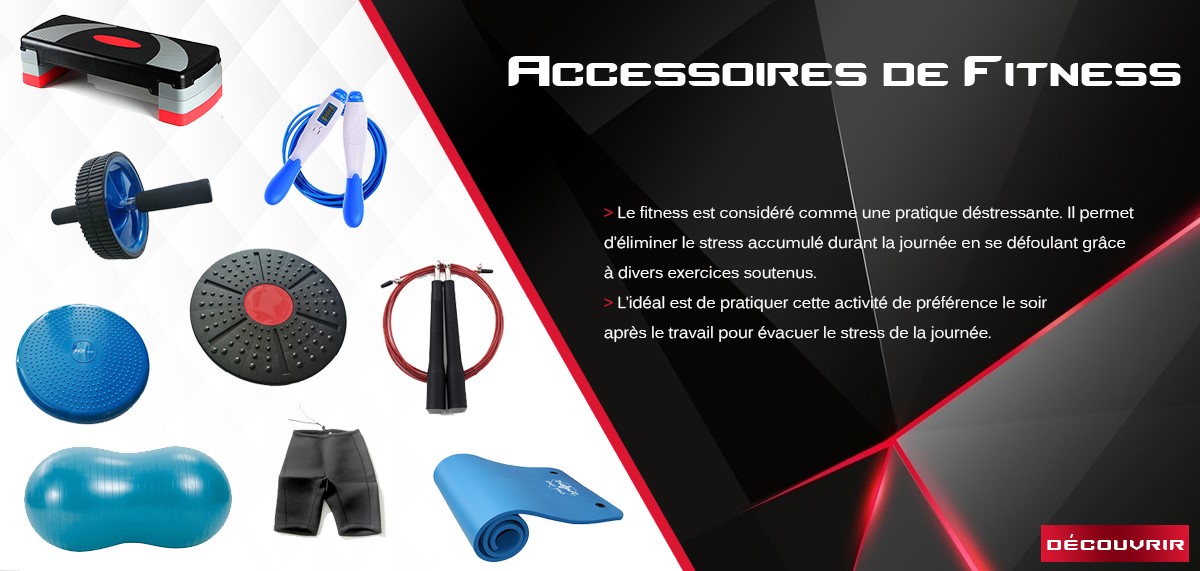 ACCESSOIRES DE FITNESS
> Le fitness est considéré comme une pratique déstressante. Il permet
d'éliminer le stress accumulé durant la journée en se défoulant grâce
à divers exercices soutenus.
> L'idéal est de pratiquer cette activité de préférence le soir
après le travail pour évacuer le stress de la journée.
DÉCOUVRIR